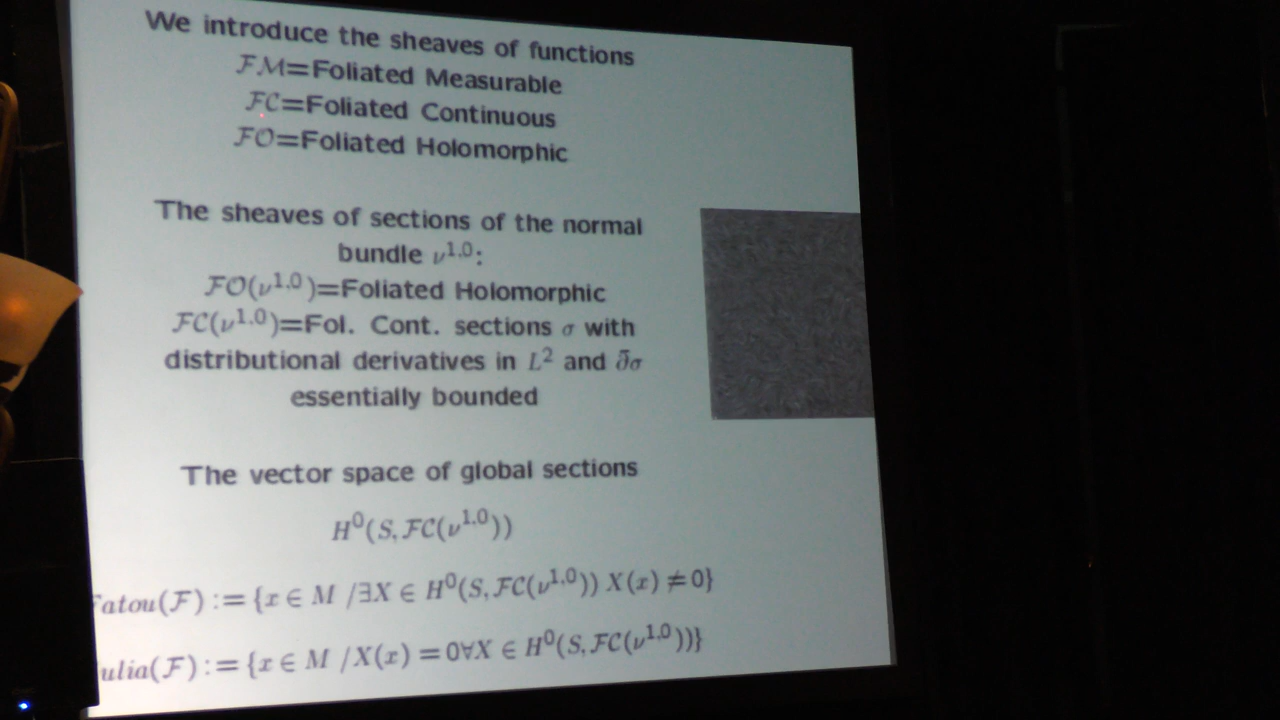 We introduce the sheaves of functions
ℱℳ=Foliated Measurable
ℱ𝒞=Foliated Continuous
ℱ𝒪=Foliated Holomorphic
The sheaves of sections of the normal
bundle ν^{1,0}:
ℱ𝒪(ν^{1,0})=Foliated Holomorphic
ℱ𝒞(ν^{1,0})=Fol. Cont. sections σ with
distributional derivatives in L² and ∂̄σ
essentially bounded
The vector space of global sections
H⁰(S, ℱ𝒞(ν^{1,0}))
Fatou(ℱ) := {x ∈ M /∃X ∈ H⁰(S, ℱ𝒞(ν^{1,0})) X(x) ≠ 0}
ulia(ℱ) := {x ∈ M /X(x) = 0∀X ∈ H⁰(S, ℱ𝒞(ν^{1,0}))}